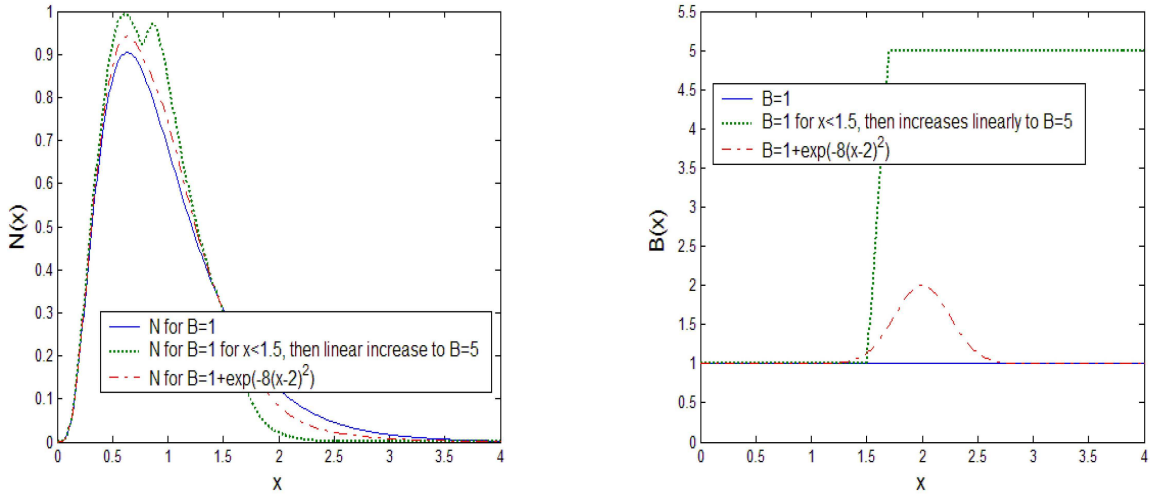 1
0.9
0.8
0.7
0.6
0.5
0.4
0.3
0.2
0.1
0
N(x)
N for B=1
N for B=1 for x<1.5, then linear increase to B=5
N for B=1+exp(-8(x-2)²)
0 0.5 1 1.5 2 2.5 3 3.5 4
x
5.5
5
4.5
4
3.5
3
2.5
2
1.5
1
0.5
0
B(x)
B=1
B=1 for x<1.5, then increases linearly to B=5
B=1+exp(-8(x-2)²)
0 0.5 1 1.5 2 2.5 3 3.5 4
x